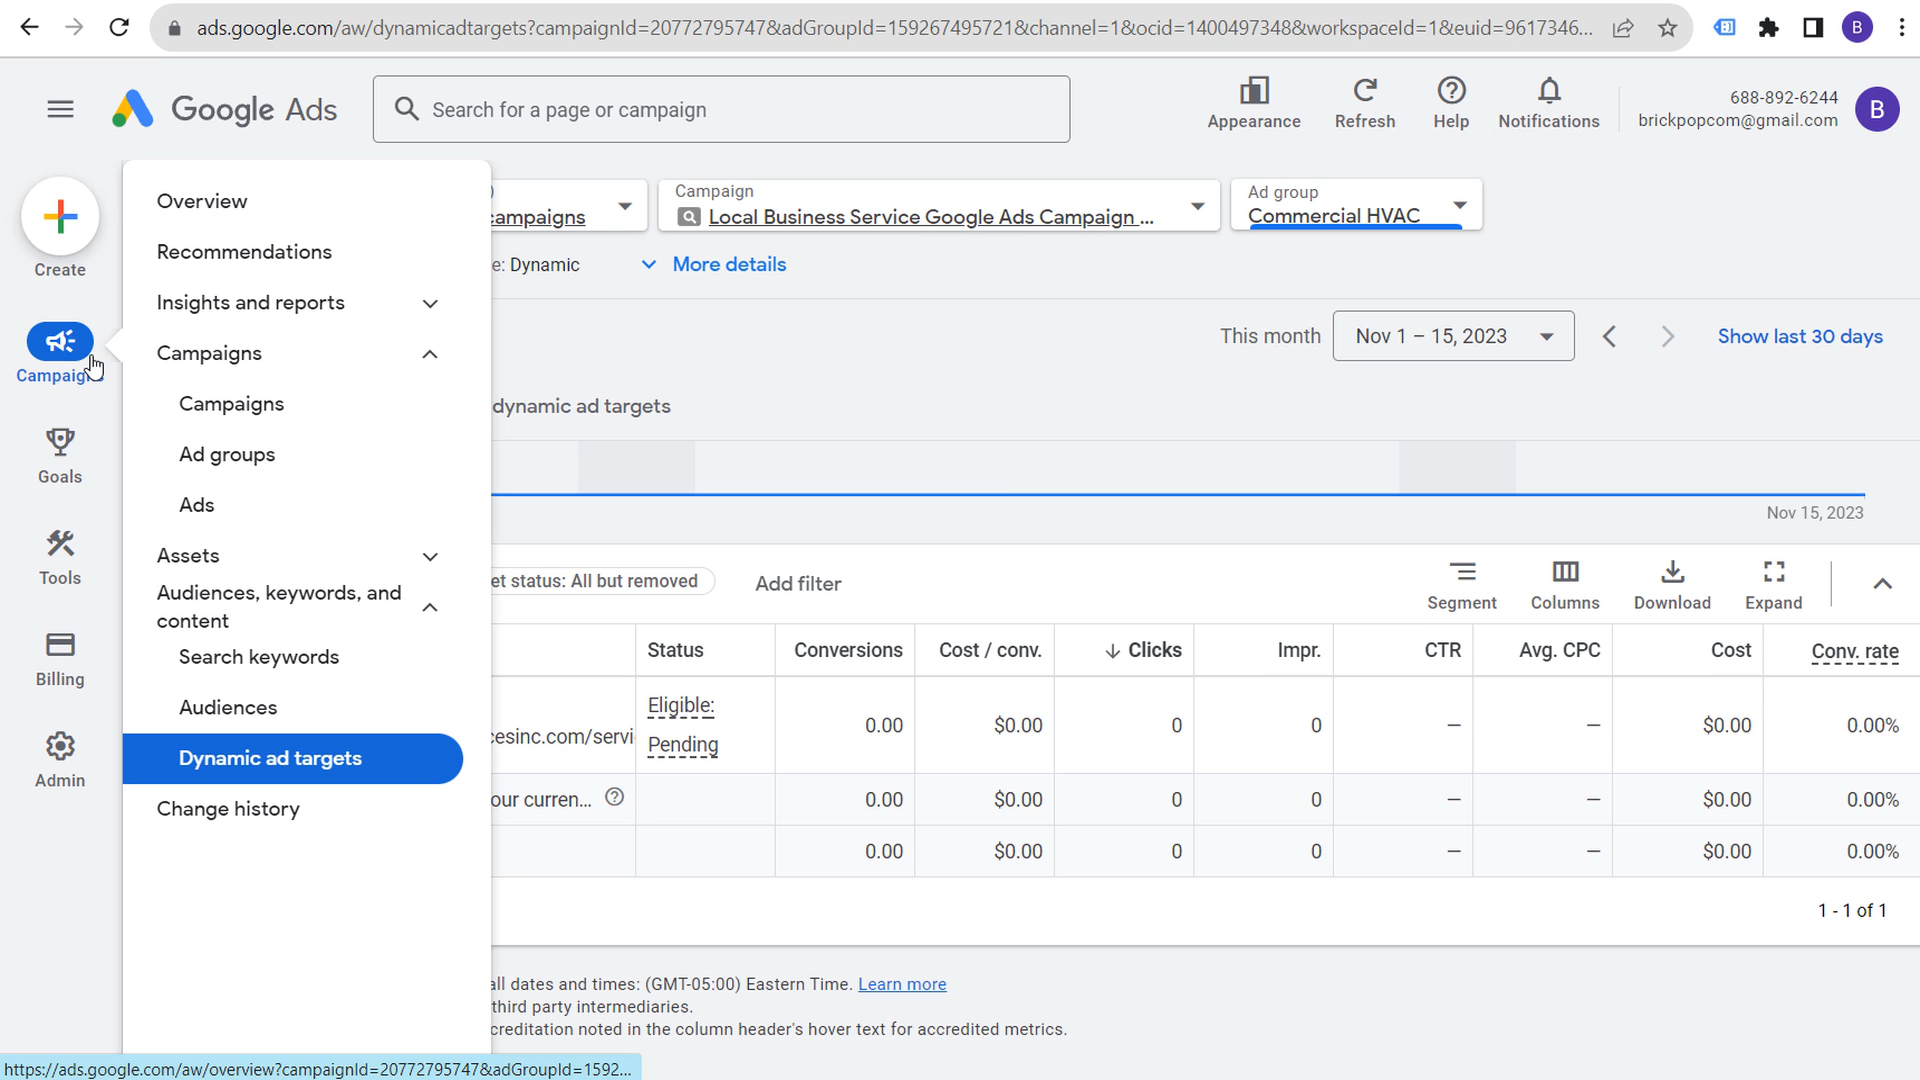 ads.google.com/aw/dynamicadtargets?campaignId=20772795747&adGroupId=159267495721&channel=1&ocid=1400497348&workspaceId=1&euid=9617346...
B
Google Ads
Search for a page or campaign
Appearance
Refresh
Help
Notifications
688-892-6244
brickpopcom@gmail.com
B
Create
Campaigns
Goals
Tools
Billing
Admin
Overview
Recommendations
Insights and reports
Campaigns
Campaigns
Ad groups
Ads
Assets
Audiences, keywords, and
content
Search keywords
Audiences
Dynamic ad targets
Change history
)
campaigns
Campaign
Local Business Service Google Ads Campaign ...
Ad group
Commercial HVAC
e: Dynamic
More details
This month
Nov 1 – 15, 2023
Show last 30 days
dynamic ad targets
Nov 15, 2023
et status: All but removed
Add filter
Segment
Columns
Download
Expand
Status Conversions Cost / conv. Clicks Impr. CTR Avg. CPC Cost Conv. rate
cesinc.com/servi Eligible: Pending 0.00 $0.00 0 0 — — $0.00 0.00%
our curren... 0.00 $0.00 0 0 — — $0.00 0.00%
0.00 $0.00 0 0 — — $0.00 0.00%
1 - 1 of 1
all dates and times: (GMT-05:00) Eastern Time. Learn more
third party intermediaries.
creditation noted in the column header's hover text for accredited metrics.
https://ads.google.com/aw/overview?campaignId=20772795747&adGroupId=1592...